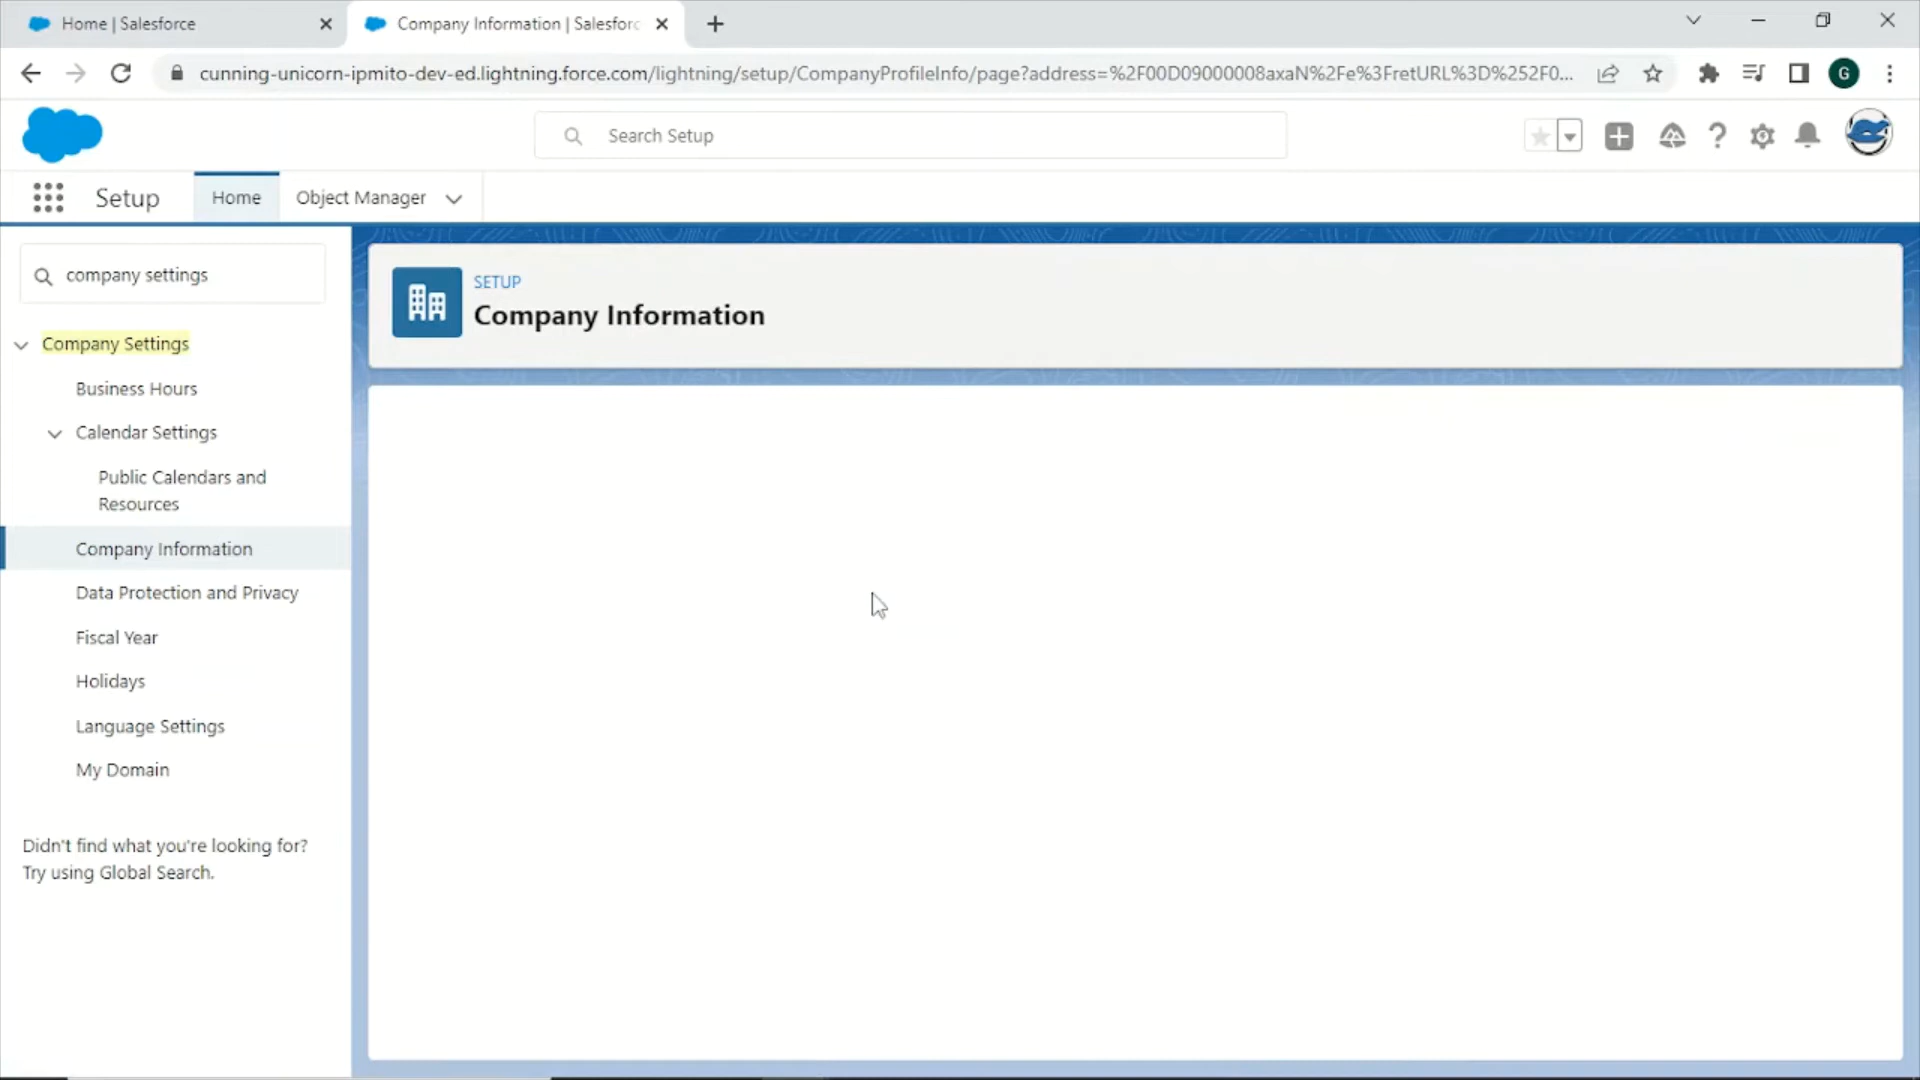 Home | Salesforce
Company Information | Salesforc
cunning-unicorn-ipmito-dev-ed.lightning.force.com/lightning/setup/CompanyProfileInfo/page?address=%2F00D09000008axaN%2Fe%3FretURL%3D%252F0...
G
Search Setup
Setup
Home
Object Manager
company settings
Company Settings
Business Hours
Calendar Settings
Public Calendars and
Resources
Company Information
Data Protection and Privacy
Fiscal Year
Holidays
Language Settings
My Domain
Didn't find what you're looking for?
Try using Global Search.
SETUP
Company Information